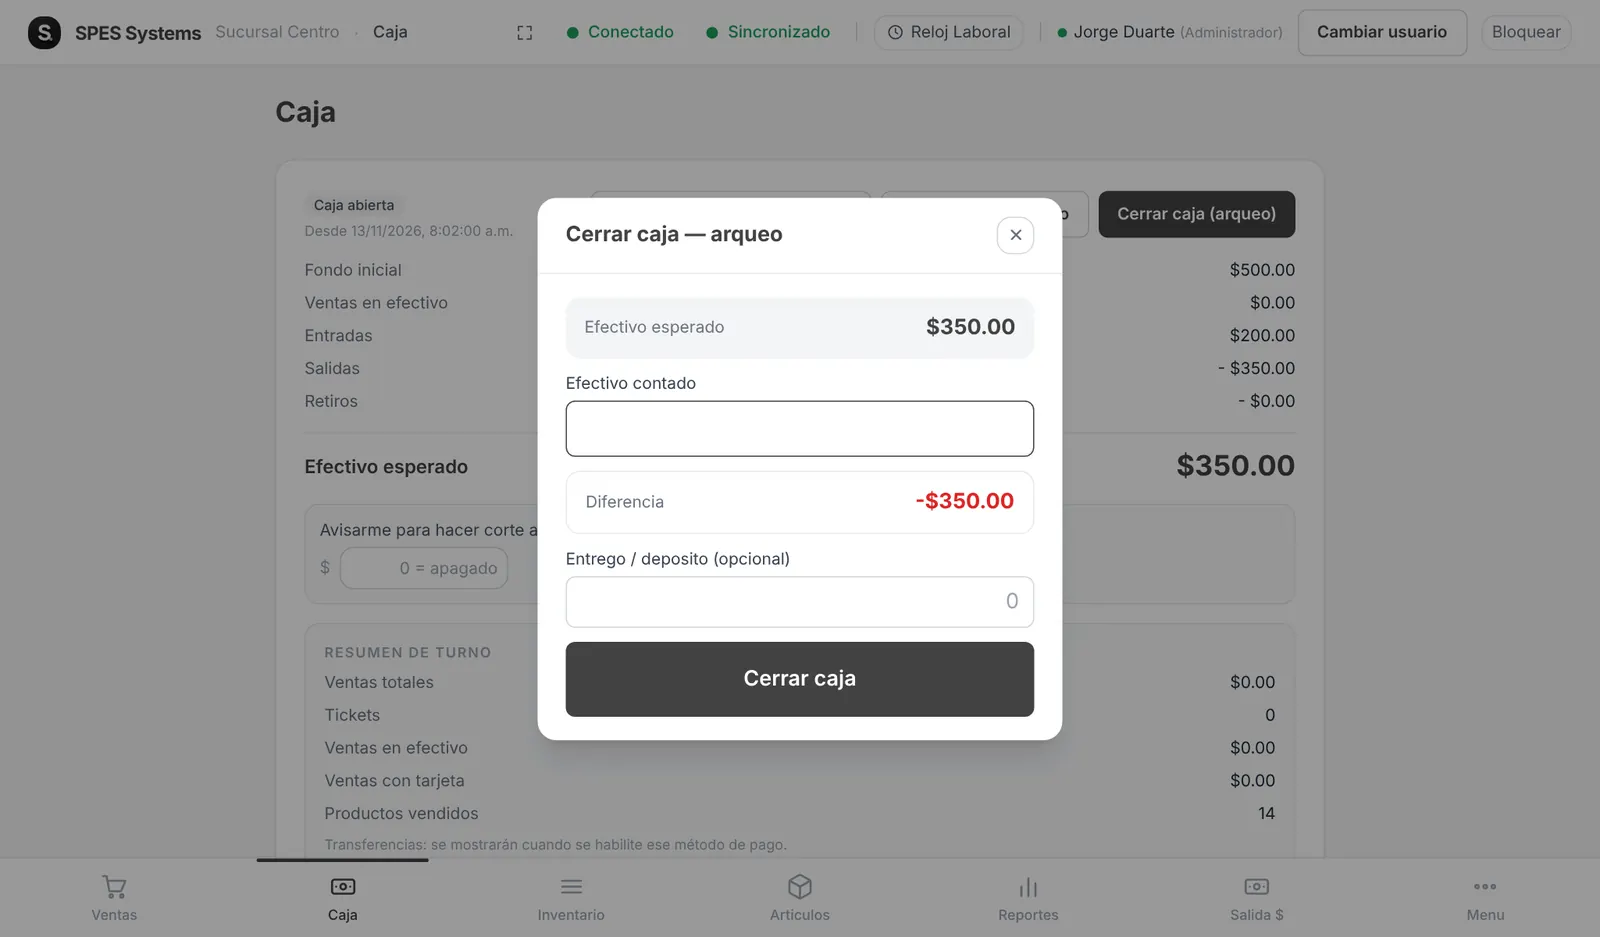 S SPES Systems Sucursal Centro · Caja Conectado Sincronizado Reloj Laboral Jorge Duarte (Administrador) Cambiar usuario Bloquear
Caja
Caja abierta
Desde 13/11/2026, 8:02:00 a.m.
Cerrar caja (arqueo)
Fondo inicial $500.00
Ventas en efectivo $0.00
Entradas $200.00
Salidas - $350.00
Retiros - $0.00
Efectivo esperado $350.00
Avisarme para hacer corte a
$ 0 = apagado
RESUMEN DE TURNO
Ventas totales $0.00
Tickets 0
Ventas en efectivo $0.00
Ventas con tarjeta $0.00
Productos vendidos 14
Transferencias: se mostrarán cuando se habilite ese método de pago.
Cerrar caja — arqueo
Efectivo esperado $350.00
Efectivo contado
Diferencia -$350.00
Entrego / deposito (opcional)
0
Cerrar caja
Ventas Caja Inventario Articulos Reportes Salida $ Menu